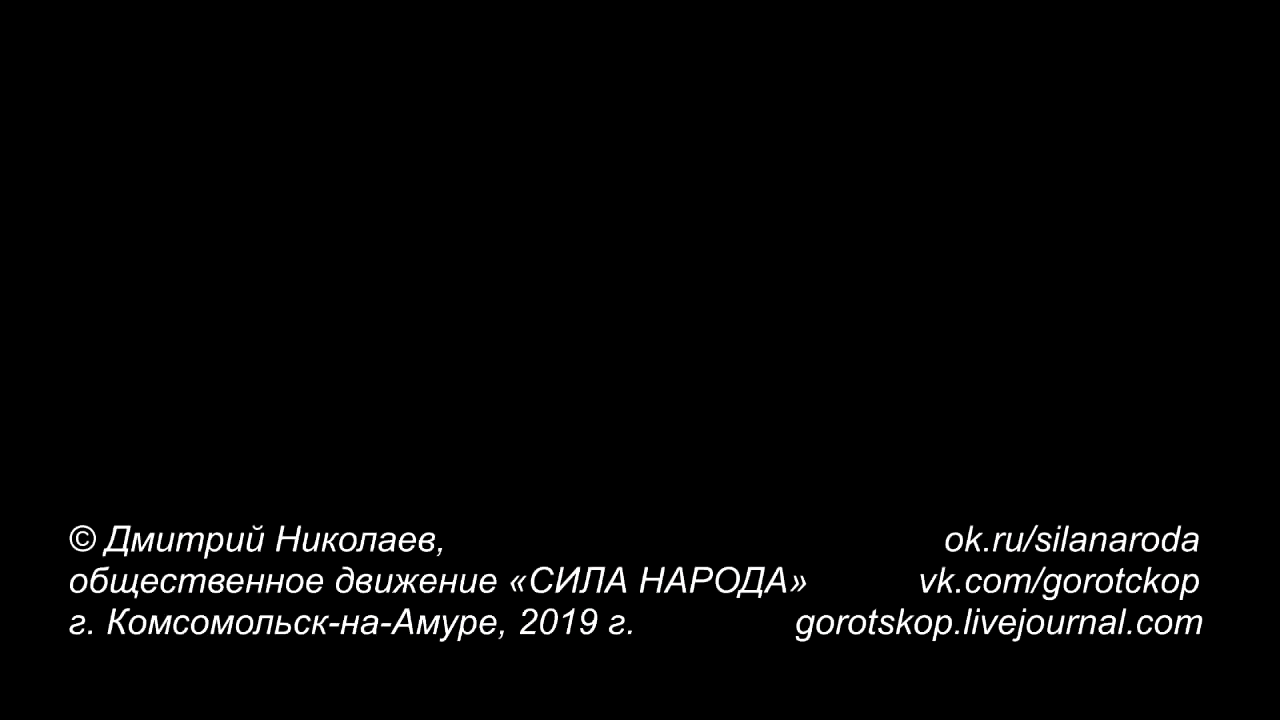 © Дмитрий Николаев,
общественное движение «СИЛА НАРОДА»
г. Комсомольск-на-Амуре, 2019 г.
ok.ru/silanaroda
vk.com/gorotckop
gorotskop.livejournal.com